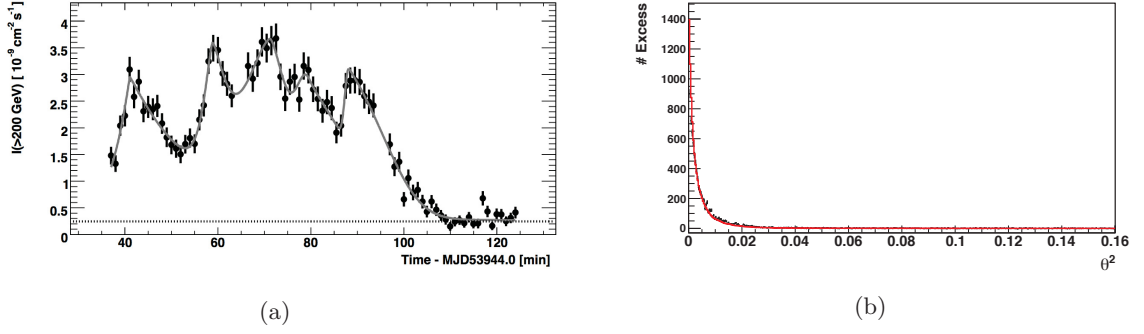 I(>200 GeV) [ 10⁻⁹ cm⁻² s⁻¹ ]
4
3.5
3
2.5
2
1.5
1
0.5
0
40 60 80 100 120
Time - MJD53944.0 [min]
(a)
# Excess
1400
1200
1000
800
600
400
200
0
0 0.02 0.04 0.06 0.08 0.1 0.12 0.14 0.16
θ²
(b)